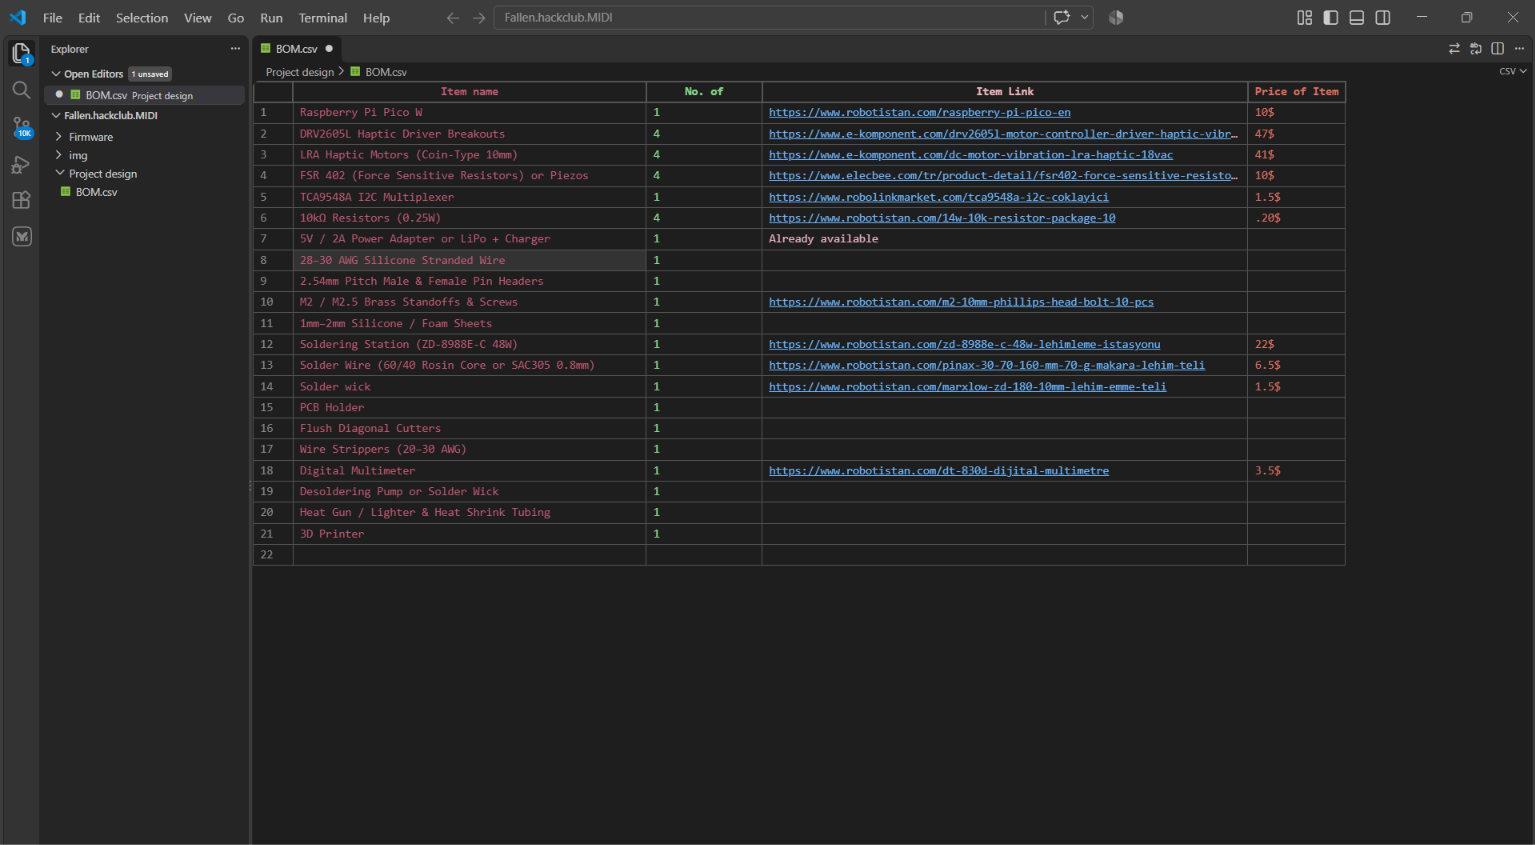 File Edit Selection View Go Run Terminal Help Fallen.hackclub.MIDI
Explorer
Open Editors 1 unsaved
BOM.csv Project design
Fallen.hackclub.MIDI
Firmware
img
Project design
BOM.csv
1
10K
BOM.csv
Project design > BOM.csv
CSV
Item name No. of Item Link Price of Item
1 Raspberry Pi Pico W 1 https://www.robotistan.com/raspberry-pi-pico-en 10$
2 DRV2605L Haptic Driver Breakouts 4 https://www.e-komponent.com/drv2605l-motor-controller-driver-haptic-vibr… 47$
3 LRA Haptic Motors (Coin-Type 10mm) 4 https://www.e-komponent.com/dc-motor-vibration-lra-haptic-18vac 41$
4 FSR 402 (Force Sensitive Resistors) or Piezos 4 https://www.elecbee.com/tr/product-detail/fsr402-force-sensitive-resisto… 10$
5 TCA9548A I2C Multiplexer 1 https://www.robolinkmarket.com/tca9548a-i2c-coklayici 1.5$
6 10kΩ Resistors (0.25W) 4 https://www.robotistan.com/14w-10k-resistor-package-10 .20$
7 5V / 2A Power Adapter or LiPo + Charger 1 Already available
8 28–30 AWG Silicone Stranded Wire 1
9 2.54mm Pitch Male & Female Pin Headers 1
10 M2 / M2.5 Brass Standoffs & Screws 1 https://www.robotistan.com/m2-10mm-phillips-head-bolt-10-pcs
11 1mm–2mm Silicone / Foam Sheets 1
12 Soldering Station (ZD-8988E-C 48W) 1 https://www.robotistan.com/zd-8988e-c-48w-lehimleme-istasyonu 22$
13 Solder Wire (60/40 Rosin Core or SAC305 0.8mm) 1 https://www.robotistan.com/pinax-30-70-160-mm-70-g-makara-lehim-teli 6.5$
14 Solder wick 1 https://www.robotistan.com/marxlow-zd-180-10mm-lehim-emme-teli 1.5$
15 PCB Holder 1
16 Flush Diagonal Cutters 1
17 Wire Strippers (20–30 AWG) 1
18 Digital Multimeter 1 https://www.robotistan.com/dt-830d-dijital-multimetre 3.5$
19 Desoldering Pump or Solder Wick 1
20 Heat Gun / Lighter & Heat Shrink Tubing 1
21 3D Printer 1
22